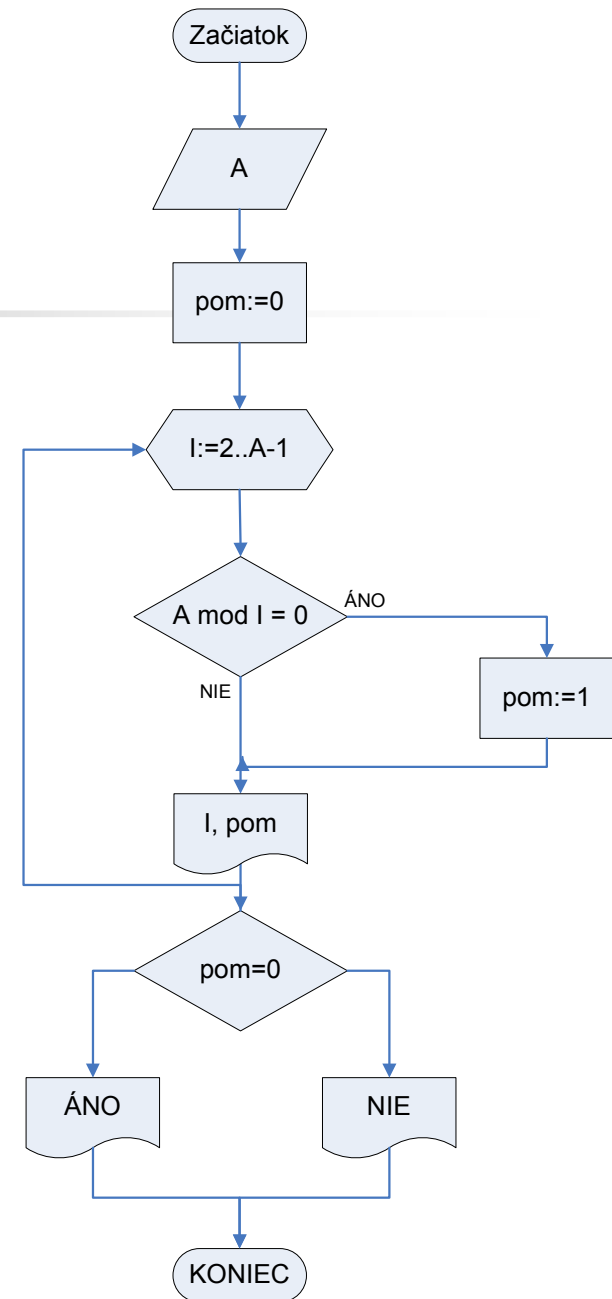 Začiatok
A
pom:=0
I:=2..A-1
A mod I = 0
ÁNO
NIE
pom:=1
I, pom
pom=0
ÁNO
NIE
KONIEC